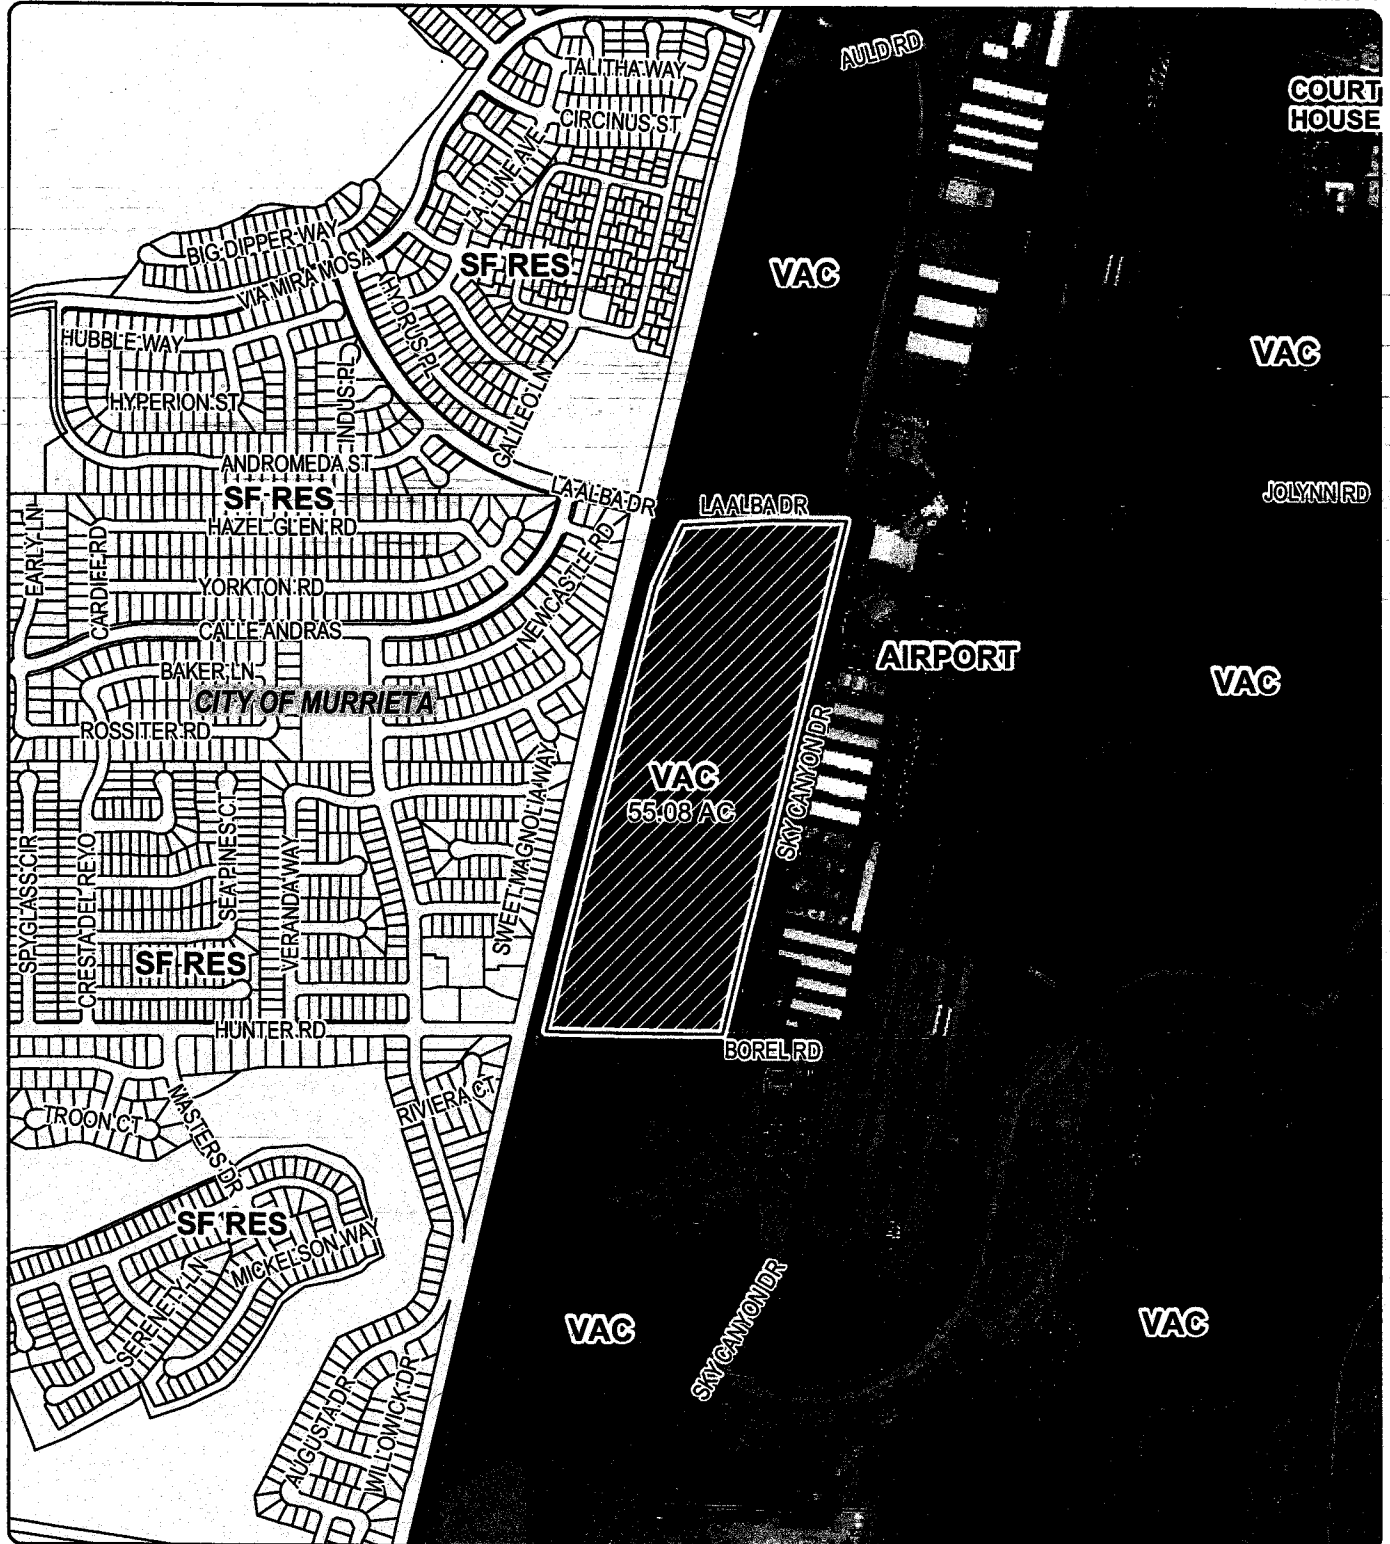 AULD RD
TALITHA WAY
COURT
HOUSE
CIRCINUS ST
LA LUNE AVE
BIG DIPPER WAY
SF RES
VIA MIRA MOSA
VAC
HYDRUS PL
HUBBLE WAY
VAC
INDUS PL
HYPERION ST
GALILEO LN
ANDROMEDA ST
SF RES
LA ALBA DR
LA ALBA DR
JOLYNN RD
HAZEL GLEN RD
EARLY LN
CARDIFF RD
YORKTON RD
NEWCASTLE RD
CALLE ANDRAS
AIRPORT
BAKER LN
VAC
CITY OF MURRIETA
ROSSITER RD
SKY CANYON DR
VAC
55.08 AC
SWEET MAGNOLIA WAY
SEA PINES CT
SPYGLASS CIR
CRESTA DEL REY O
VERANDA WAY
SF RES
HUNTER RD
BOREL RD
RIVIERA CT
TROON CT
MASTERS DR
SF RES
MICKELSON WAY
SERENETY LN
VAC
VAC
SKY CANYON DR
AUGUSTA DR
WILLOWICK DR